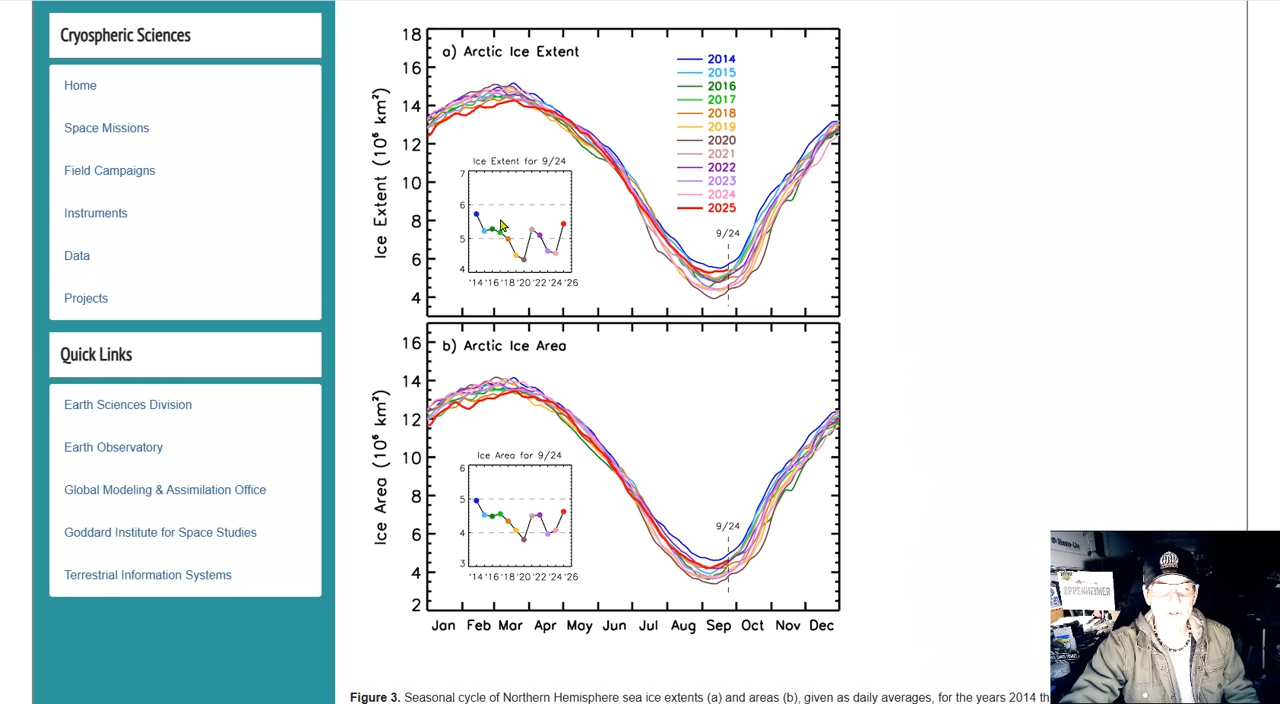 Cryospheric Sciences
Home
Space Missions
Field Campaigns
Instruments
Data
Projects
Quick Links
Earth Sciences Division
Earth Observatory
Global Modeling & Assimilation Office
Goddard Institute for Space Studies
Terrestrial Information Systems
a) Arctic Ice Extent
18
16
14
12
10
8
6
4
Ice Extent (10⁶ km²)
2014
2015
2016
2017
2018
2019
2020
2021
2022
2023
2024
2025
9/24
Ice Extent for 9/24
7
6
5
4
'14 '16 '18 '20 '22 '24 '26
b) Arctic Ice Area
16
14
12
10
8
6
4
2
Ice Area (10⁶ km²)
9/24
Ice Area for 9/24
6
5
4
3
'14 '16 '18 '20 '22 '24 '26
Jan Feb Mar Apr May Jun Jul Aug Sep Oct Nov Dec
Figure 3. Seasonal cycle of Northern Hemisphere sea ice extents (a) and areas (b), given as daily averages, for the years 2014 th
OPPENHEIMER